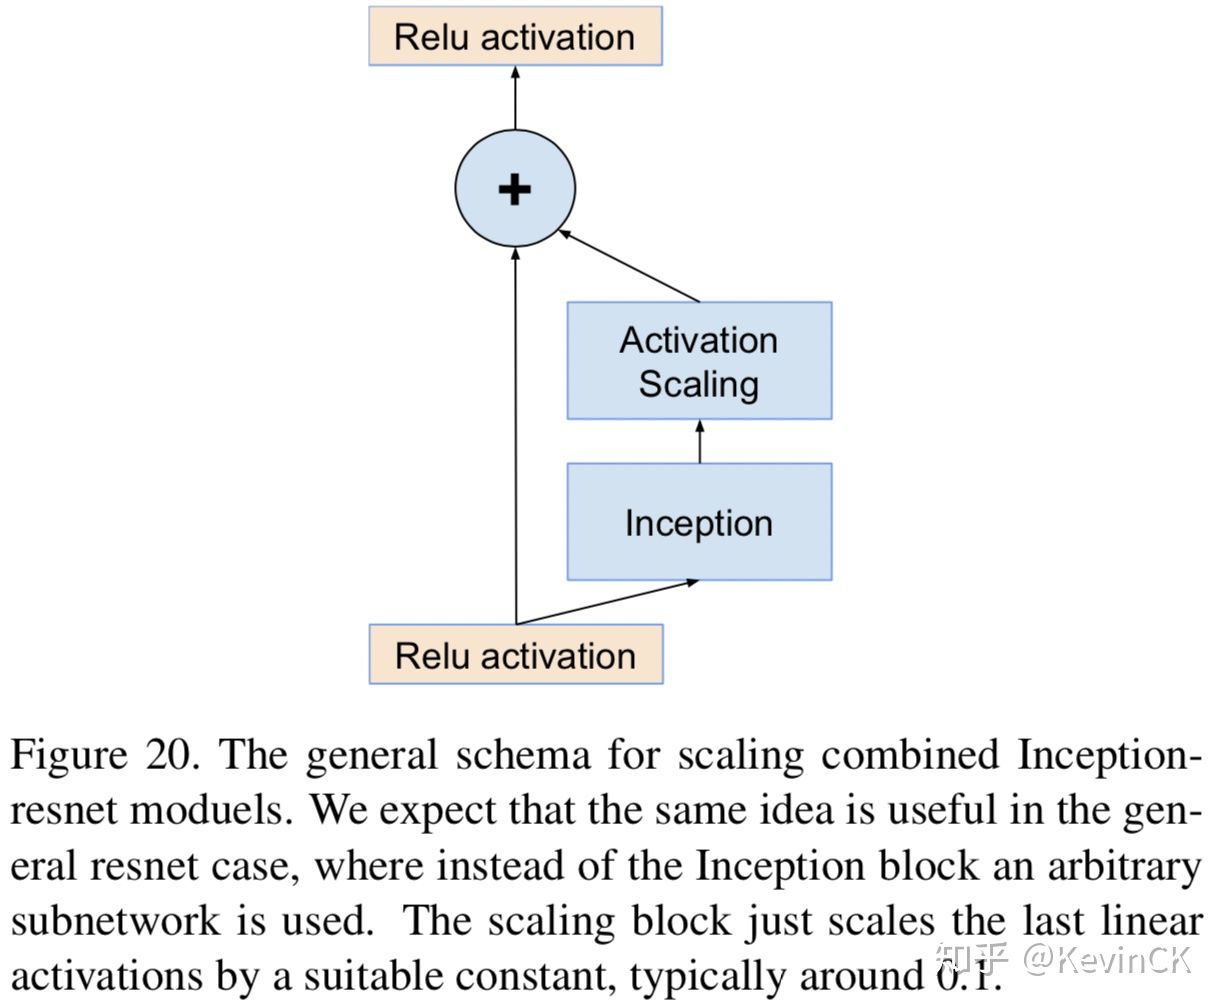 Relu activation
+
Activation
Scaling
Inception
Relu activation
Figure 20. The general schema for scaling combined Inception-
resnet moduels. We expect that the same idea is useful in the gen-
eral resnet case, where instead of the Inception block an arbitrary
subnetwork is used. The scaling block just scales the last linear
activations by a suitable constant, typically around 0.1.
知乎 @KevinCK